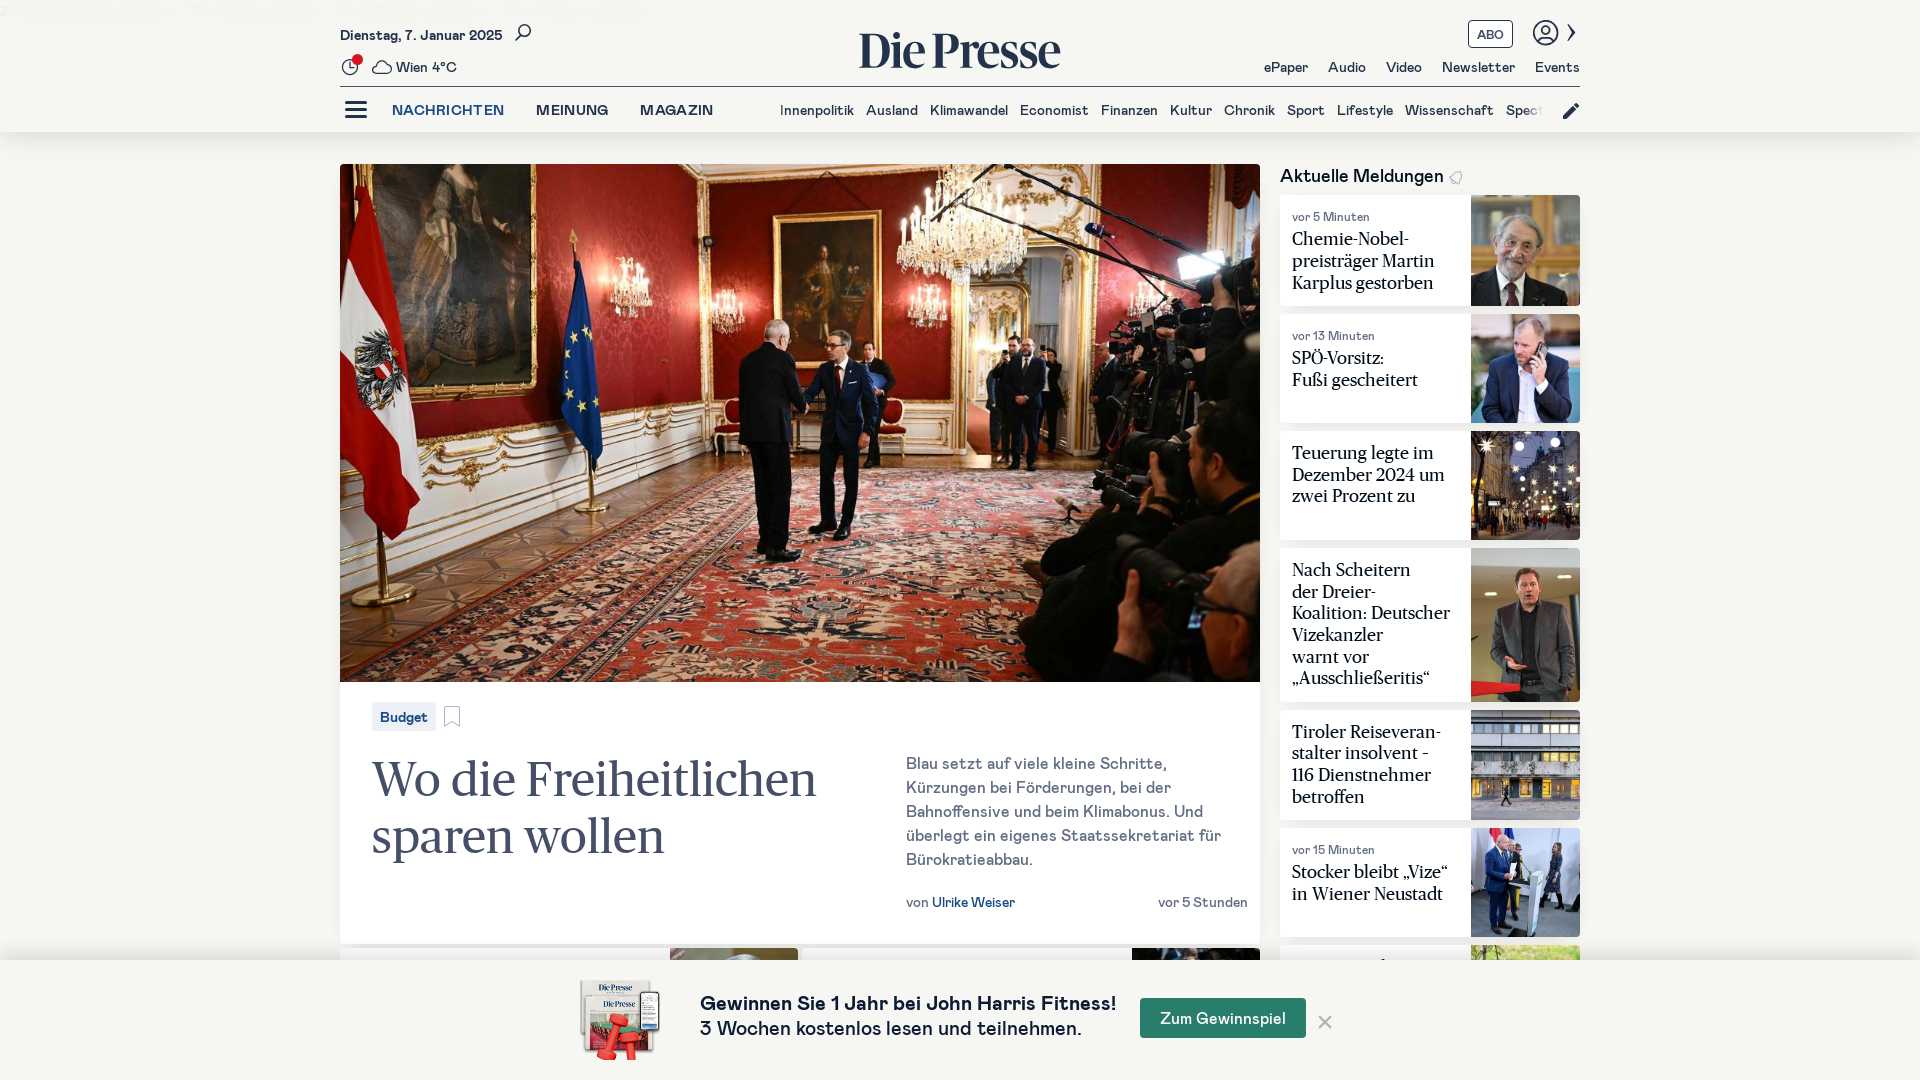 Dienstag, 7. Januar 2025
Die Presse
ABO
Wien 4°C
ePaper Audio Video Newsletter Events
NACHRICHTEN MEINUNG MAGAZIN
Innenpolitik Ausland Klimawandel Economist Finanzen Kultur Chronik Sport Lifestyle Wissenschaft Spect
Budget
Wo die Freiheitlichen
sparen wollen
Blau setzt auf viele kleine Schritte,
Kürzungen bei Förderungen, bei der
Bahnoffensive und beim Klimabonus. Und
überlegt ein eigenes Staatssekretariat für
Bürokratieabbau.
von Ulrike Weiser
vor 5 Stunden
Aktuelle Meldungen
vor 5 Minuten
Chemie-Nobel-
preisträger Martin
Karplus gestorben
vor 13 Minuten
SPÖ-Vorsitz:
Fußi gescheitert
Teuerung legte im
Dezember 2024 um
zwei Prozent zu
Nach Scheitern
der Dreier-
Koalition: Deutscher
Vizekanzler
warnt vor
„Ausschließeritis“
Tiroler Reiseveran-
stalter insolvent –
116 Dienstnehmer
betroffen
vor 15 Minuten
Stocker bleibt „Vize“
in Wiener Neustadt
Die Presse
Die Presse
Gewinnen Sie 1 Jahr bei John Harris Fitness!
3 Wochen kostenlos lesen und teilnehmen.
Zum Gewinnspiel